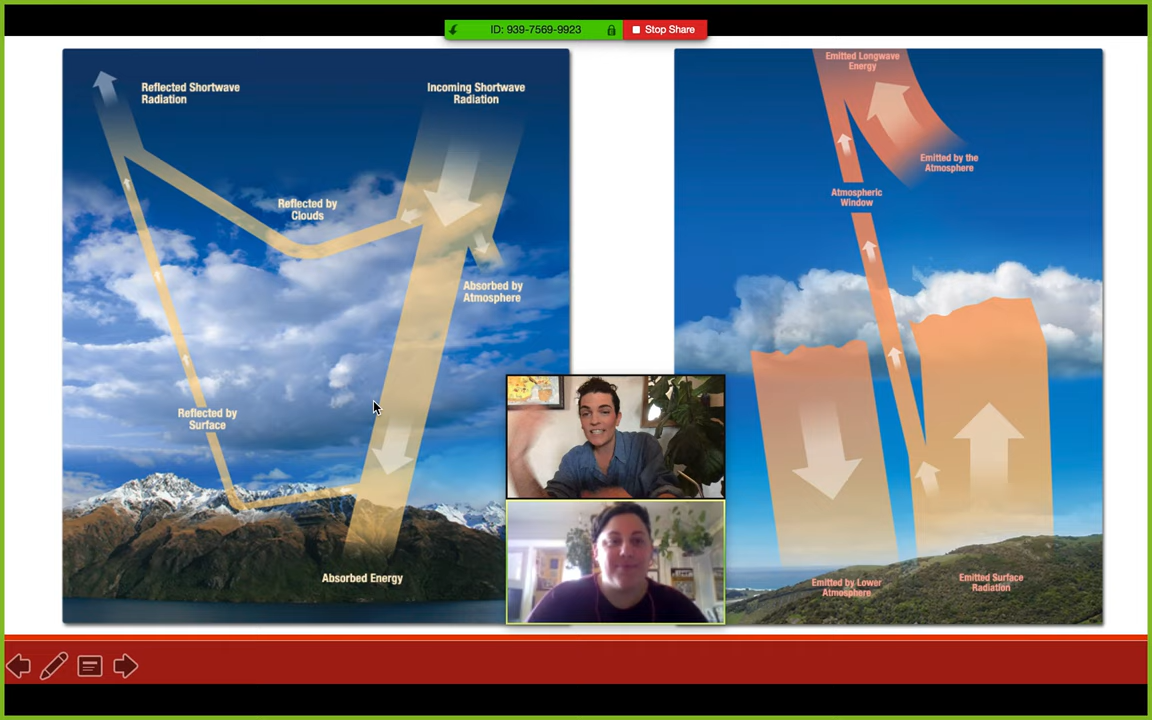 ID: 939-7569-9923
Stop Share
Reflected Shortwave
Radiation
Incoming Shortwave
Radiation
Reflected by
Clouds
Absorbed by
Atmosphere
Reflected by
Surface
Absorbed Energy
Emitted Longwave
Energy
Emitted by the
Atmosphere
Atmospheric
Window
Emitted by Lower
Atmosphere
Emitted Surface
Radiation